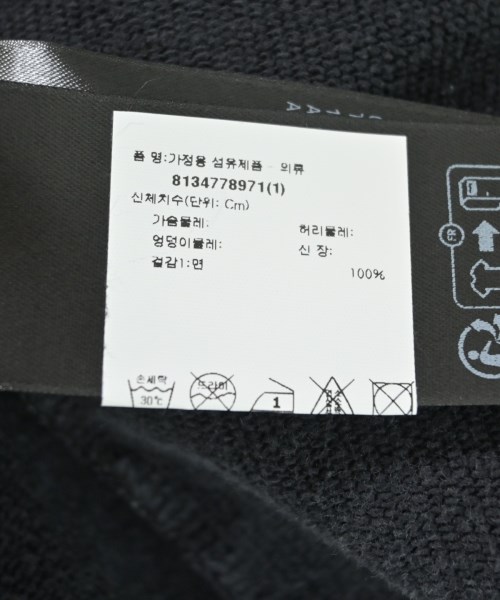 품 명:가정용 섬유제품 - 의류
8134778971(1)
신체치수(단위: Cm)
가슴둘레: 허리둘레:
엉덩이둘레: 신 장:
겉감1:면 100%
손세탁 드라이
30℃ 1
FR